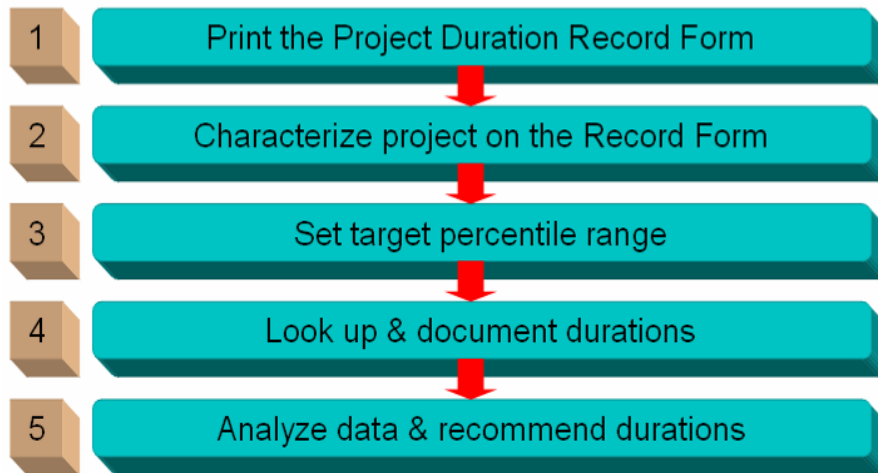 1 Print the Project Duration Record Form
2 Characterize project on the Record Form
3 Set target percentile range
4 Look up & document durations
5 Analyze data & recommend durations